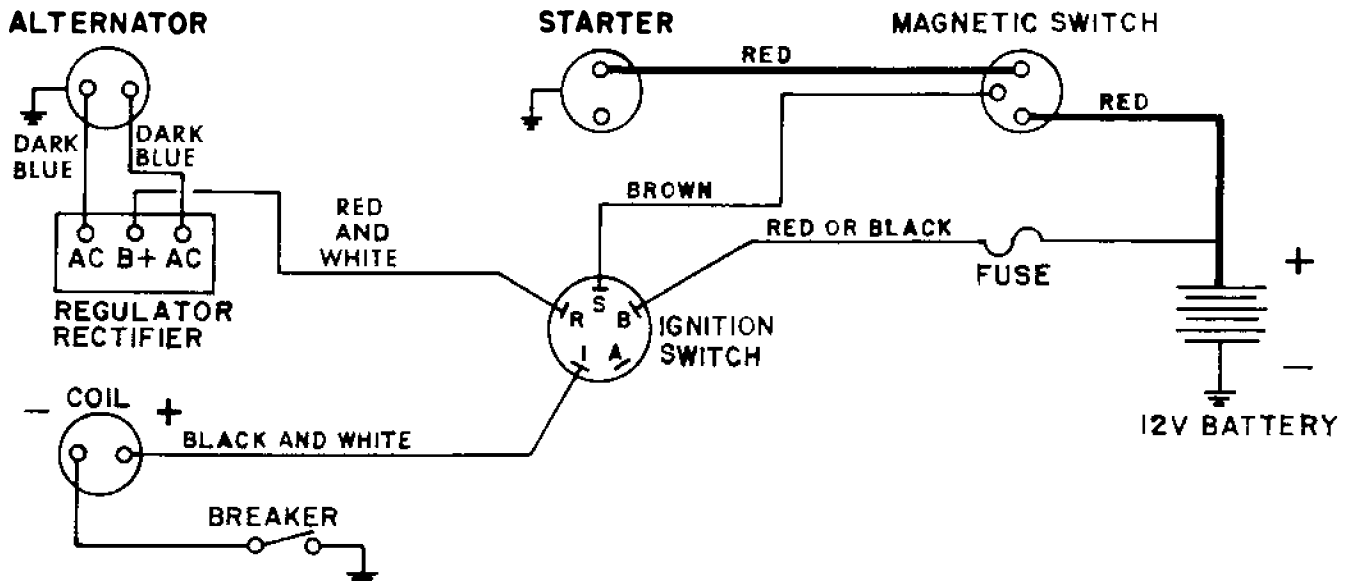 ALTERNATOR
STARTER
MAGNETIC SWITCH
RED
RED
DARK
BLUE
DARK
BLUE
BROWN
RED
AND
WHITE
RED OR BLACK
AC B+ AC
FUSE
+
REGULATOR
RECTIFIER
S
R
B
I
A
IGNITION
SWITCH
–
12V BATTERY
–
COIL
+
BLACK AND WHITE
BREAKER